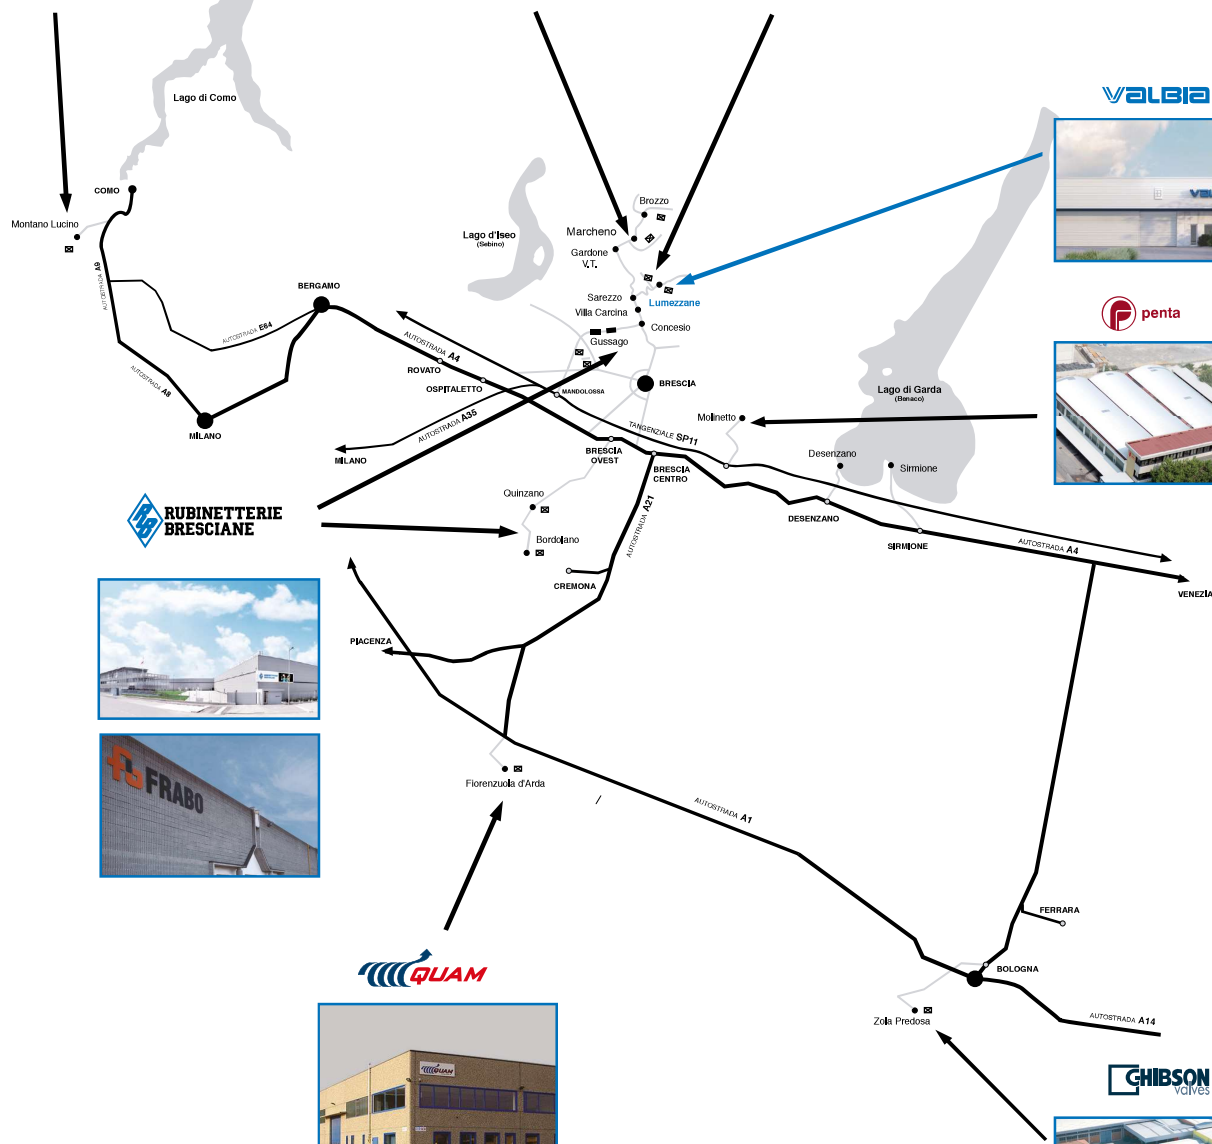 Lago di Como
VALBIA
COMO
Montano Lucino
AUTOSTRADA A9
AUTOSTRADA E64
AUTOSTRADA A8
BERGAMO
MILANO
Lago d'Iseo
(Sebino)
Brozzo
Marcheno
Gardone
V.T.
Sarezzo
Lumezzane
Villa Carcina
Concesio
Gussago
AUTOSTRADA A4
ROVATO
OSPITALETTO
MANDOLOSSA
BRESCIA
AUTOSTRADA A35
MILANO
penta
Lago di Garda
(Benaco)
Molinetto
TANGENZIALE SP11
BRESCIA
OVEST
BRESCIA
CENTRO
Desenzano
Sirmione
DESENZANO
SIRMIONE
AUTOSTRADA A4
VENEZIA
RB
RUBINETTERIE
BRESCIANE
Quinzano
Bordolano
AUTOSTRADA A21
CREMONA
PIACENZA
FRABO
Fiorenzuola d'Arda
AUTOSTRADA A1
FERRARA
BOLOGNA
Zola Predosa
AUTOSTRADA A14
QUAM
QUAM
GHIBSON
valves